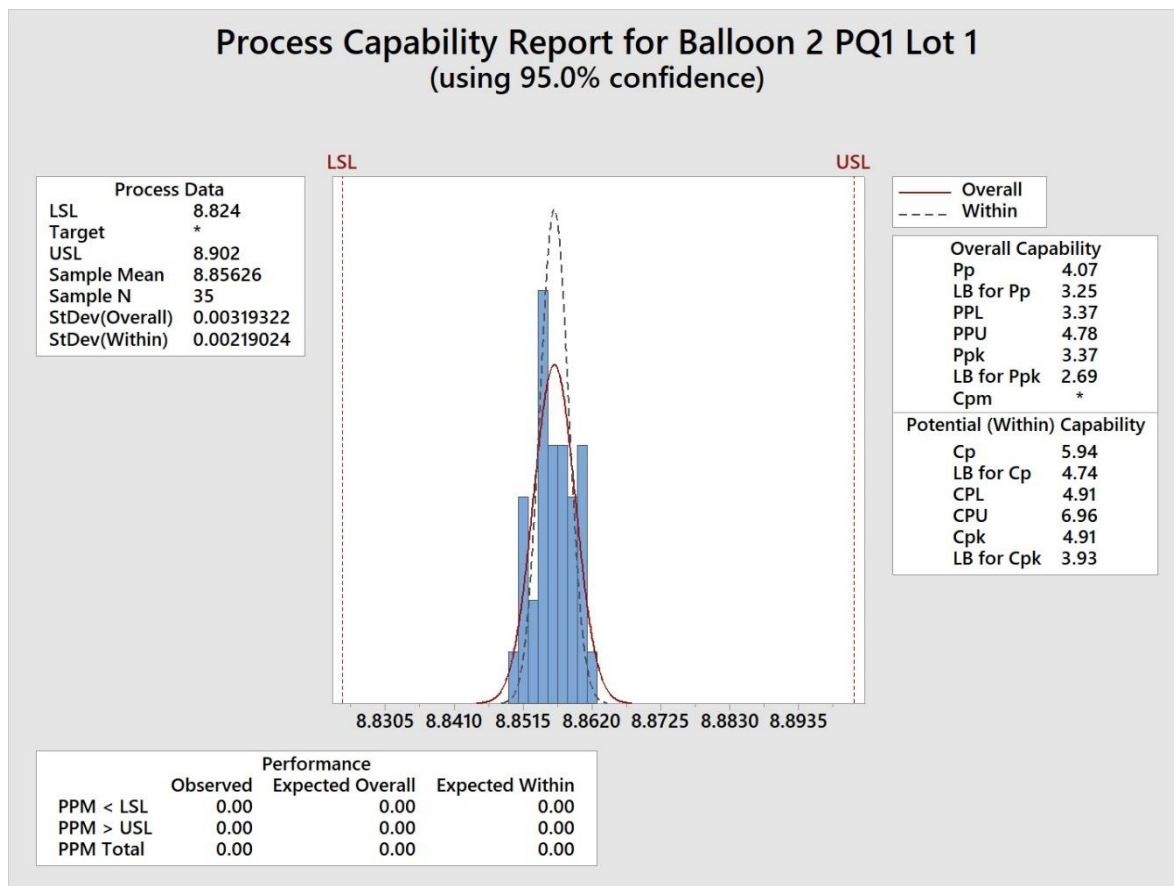 Process Capability Report for Balloon 2 PQ1 Lot 1
(using 95.0% confidence)
LSL
USL
Process Data
LSL 8.824
Target *
USL 8.902
Sample Mean 8.85626
Sample N 35
StDev(Overall) 0.00319322
StDev(Within) 0.00219024
Overall
Within
Overall Capability
Pp 4.07
LB for Pp 3.25
PPL 3.37
PPU 4.78
Ppk 3.37
LB for Ppk 2.69
Cpm *
Potential (Within) Capability
Cp 5.94
LB for Cp 4.74
CPL 4.91
CPU 6.96
Cpk 4.91
LB for Cpk 3.93
8.8305 8.8410 8.8515 8.8620 8.8725 8.8830 8.8935
Performance
Observed Expected Overall Expected Within
PPM < LSL 0.00 0.00 0.00
PPM > USL 0.00 0.00 0.00
PPM Total 0.00 0.00 0.00